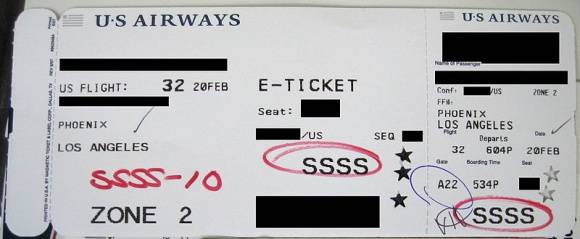 U·S AIRWAYS
US FLIGHT: 32 20FEB
PHOENIX
LOS ANGELES
SSSS-10
ZONE 2
E-TICKET
Seat:
/US SEQ
SSSS
U·S AIRWAYS
Name of Passenger
Conf: /US ZONE 2
FF#:
PHOENIX
LOS ANGELES
Flight Departs Date
32 604P 20FEB
Gate Boarding Time Seat
A22 534P
SSSS